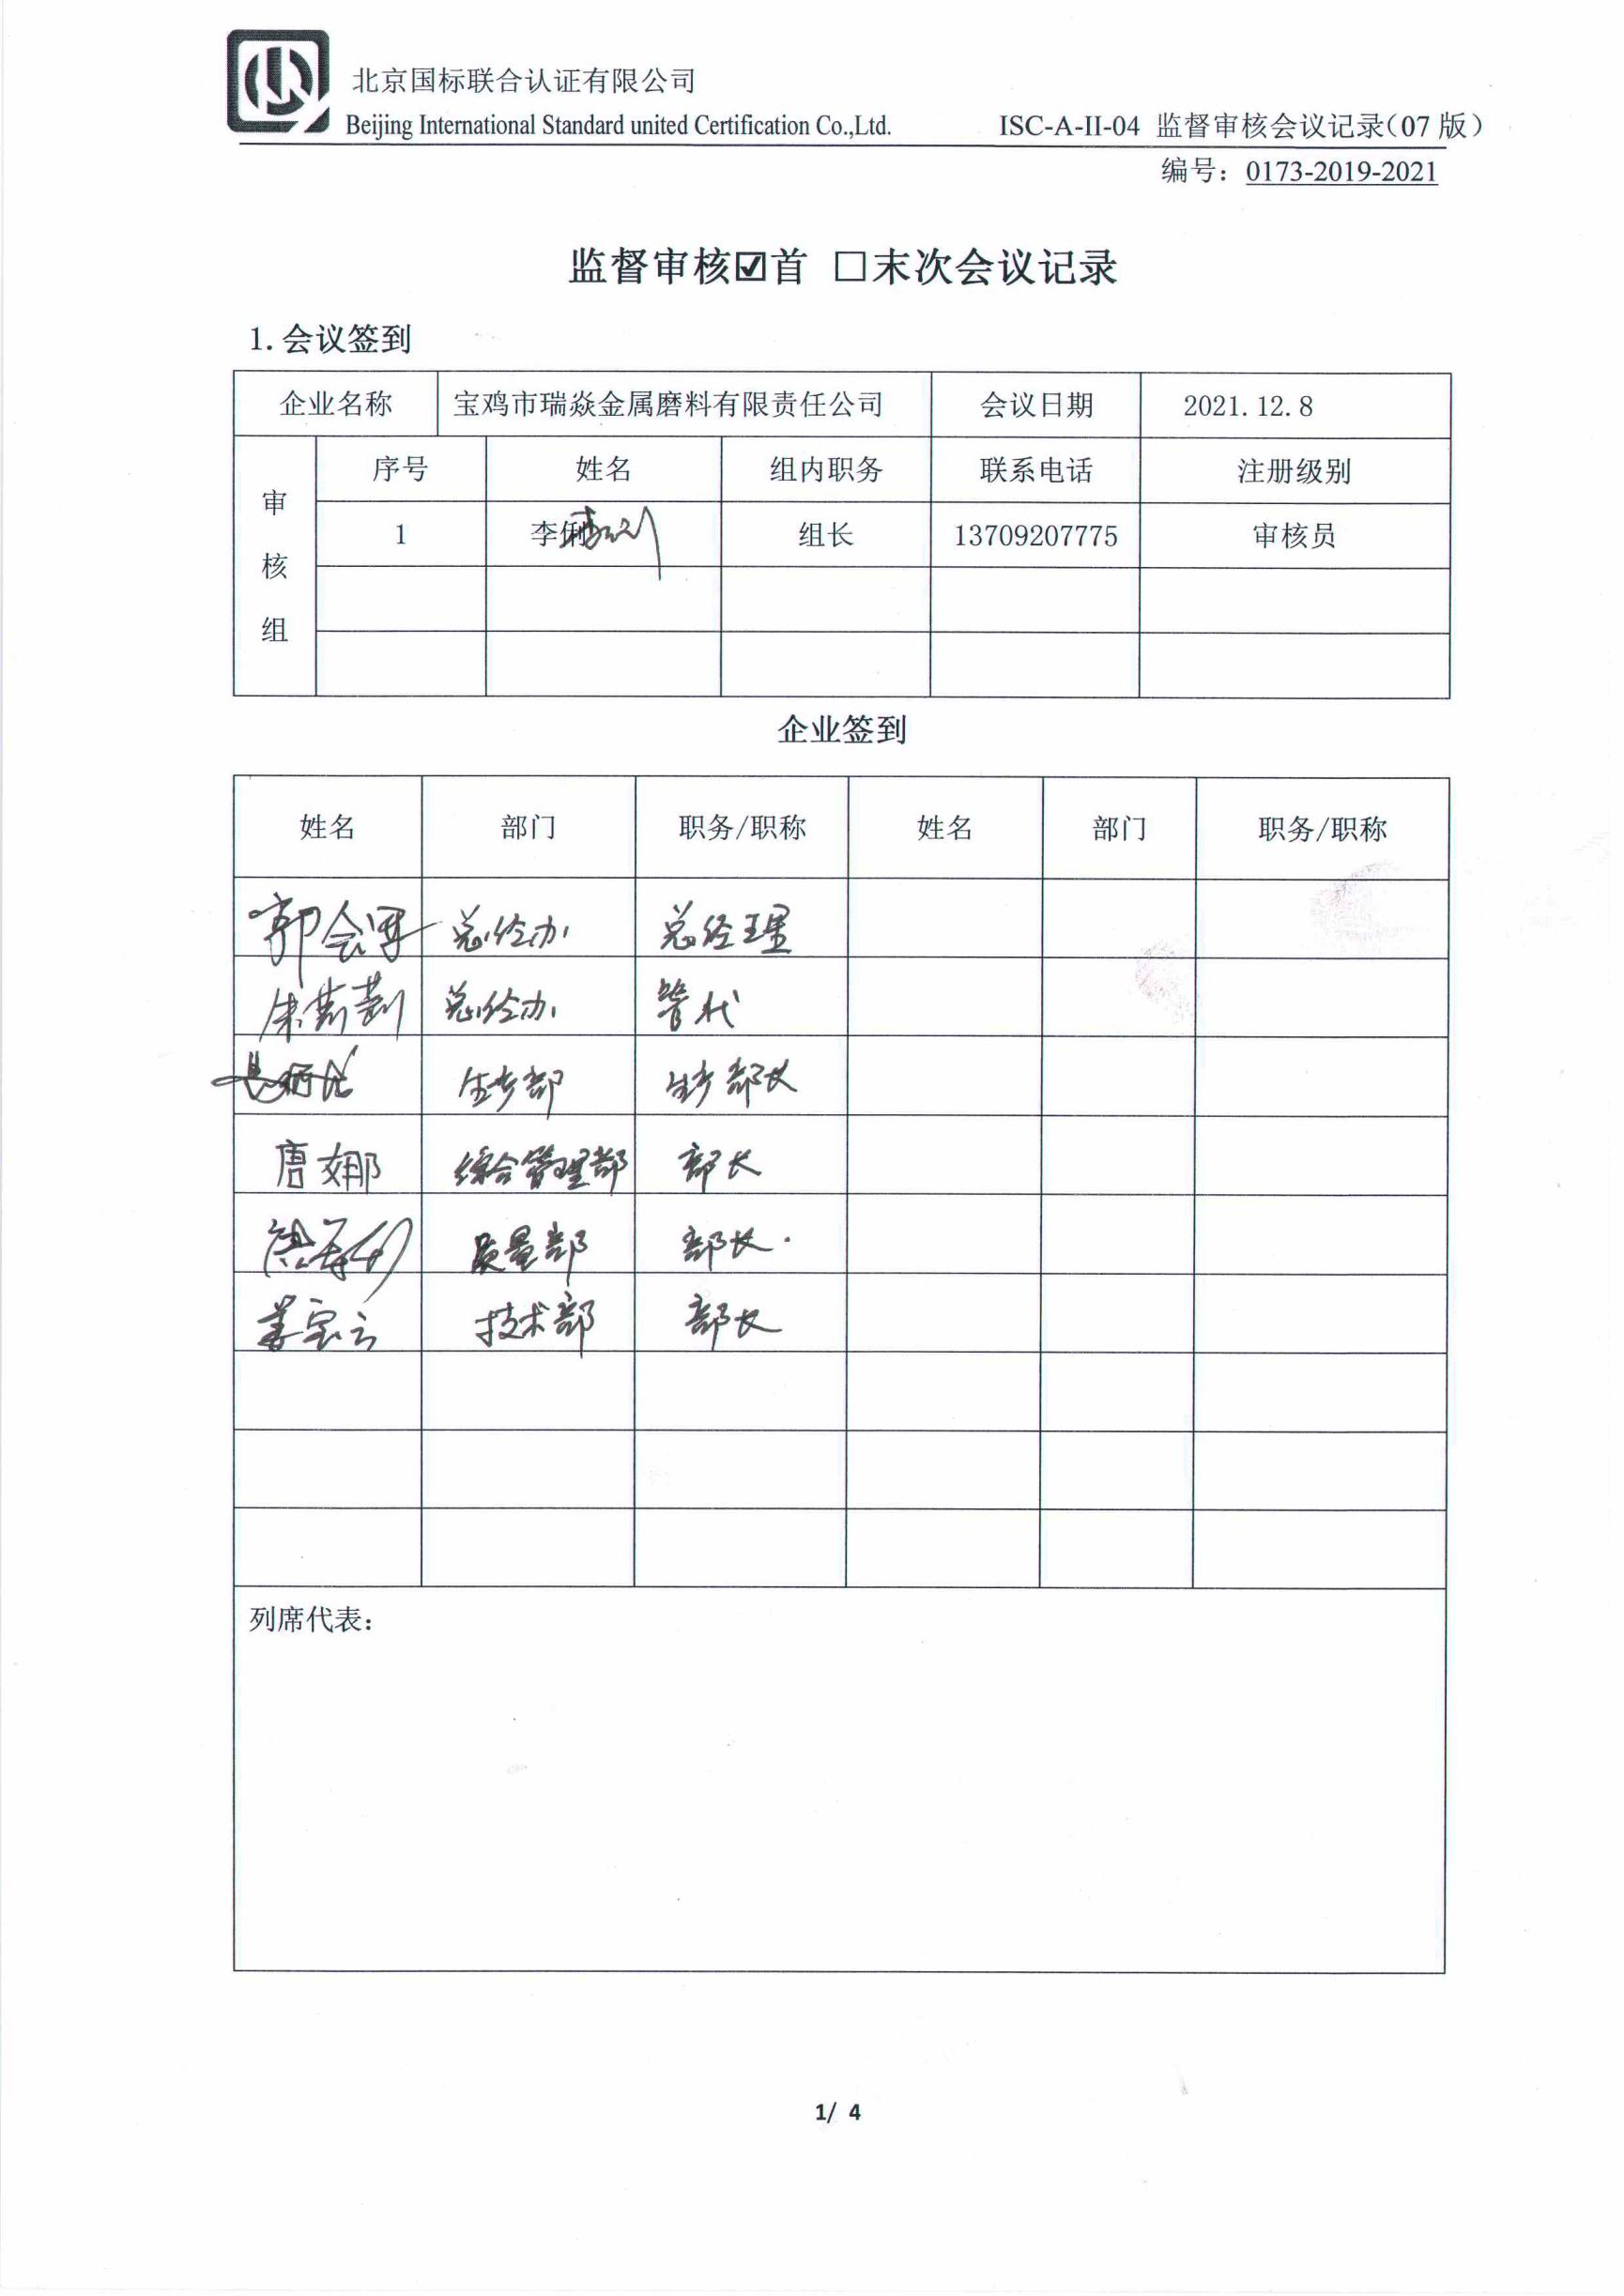 北京国标联合认证有限公司
Beijing International Standard united Certification Co.,Ltd. ISC-A-II-04 监督审核会议记录(07版)
编号：0173-2019-2021
监督审核☑首 □末次会议记录
1.会议签到
企业名称 宝鸡市瑞焱金属磨料有限责任公司 会议日期 2021.12.8
审核组 序号 姓名 组内职务 联系电话 注册级别
1 李俐 组长 13709207775 审核员
企业签到
姓名 部门 职务/职称 姓名 部门 职务/职称
郭会军 总经办 总经理
朱莉莉 总经办 管代
生产部 生产部长
唐娜 综合管理部 部长
质量部 部长.
姜宝云 技术部 部长
列席代表：
1/ 4